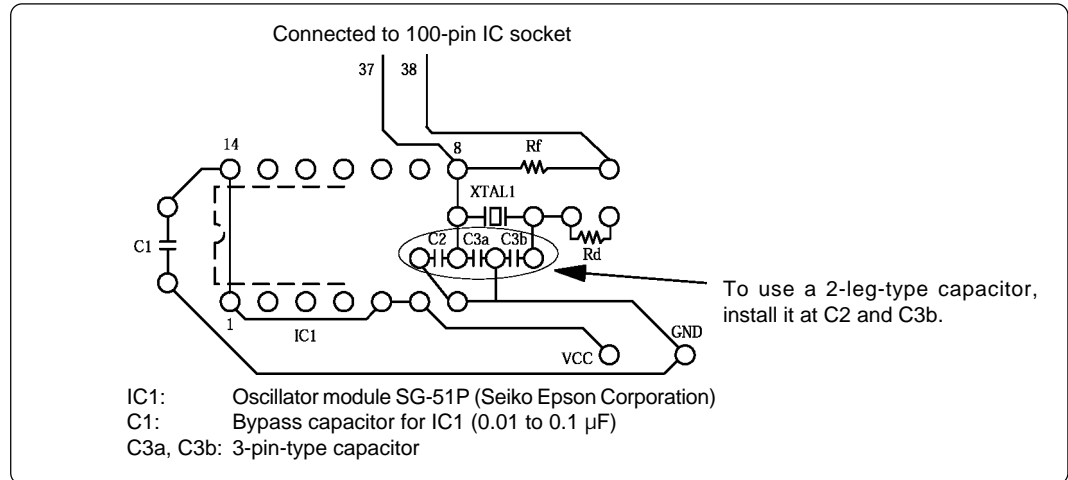 Connected to 100-pin IC socket
37 38
14
8
Rf
XTAL1
C2 C3a C3b
C1
Rd
To use a 2-leg-type capacitor,
install it at C2 and C3b.
1
IC1
GND
VCC
IC1: Oscillator module SG-51P (Seiko Epson Corporation)
C1: Bypass capacitor for IC1 (0.01 to 0.1 µF)
C3a, C3b: 3-pin-type capacitor